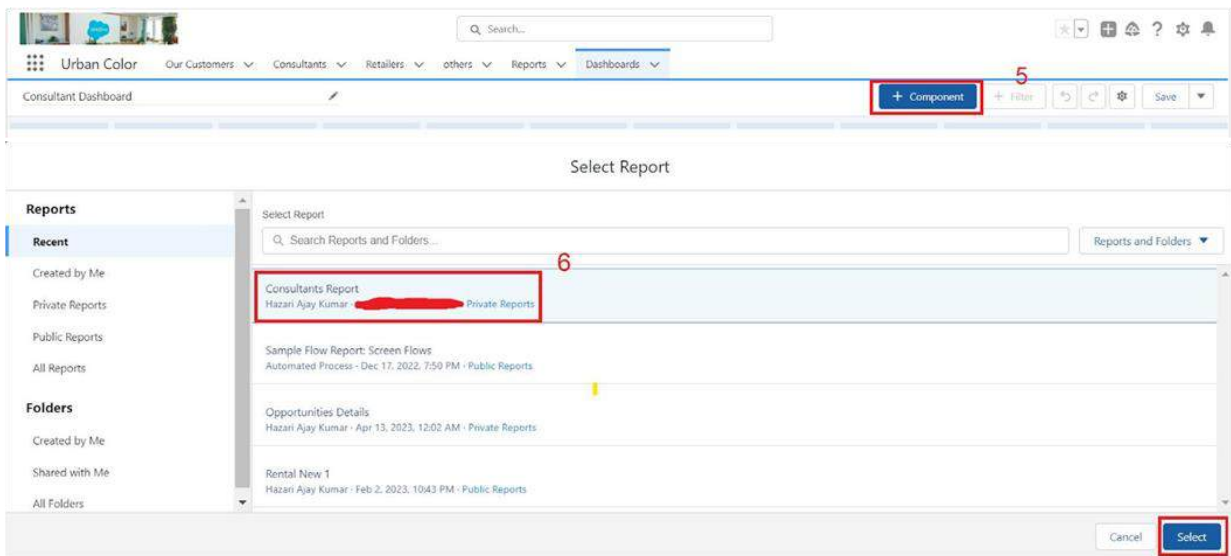 Search...
Urban Color Our Customers Consultants Retailers others Reports Dashboards
5
Consultant Dashboard + Component + Filter Save
Select Report
Reports
Recent
Created by Me
Private Reports
Public Reports
All Reports
Folders
Created by Me
Shared with Me
All Folders
Select Report
Search Reports and Folders...
Reports and Folders
6
Consultants Report
Hazari Ajay Kumar · Private Reports
Sample Flow Report: Screen Flows
Automated Process - Dec 17, 2022, 7:50 PM · Public Reports
Opportunities Details
Hazari Ajay Kumar · Apr 13, 2023, 12:02 AM · Private Reports
Rental New 1
Hazari Ajay Kumar · Feb 2, 2023, 10:43 PM · Public Reports
Cancel Select